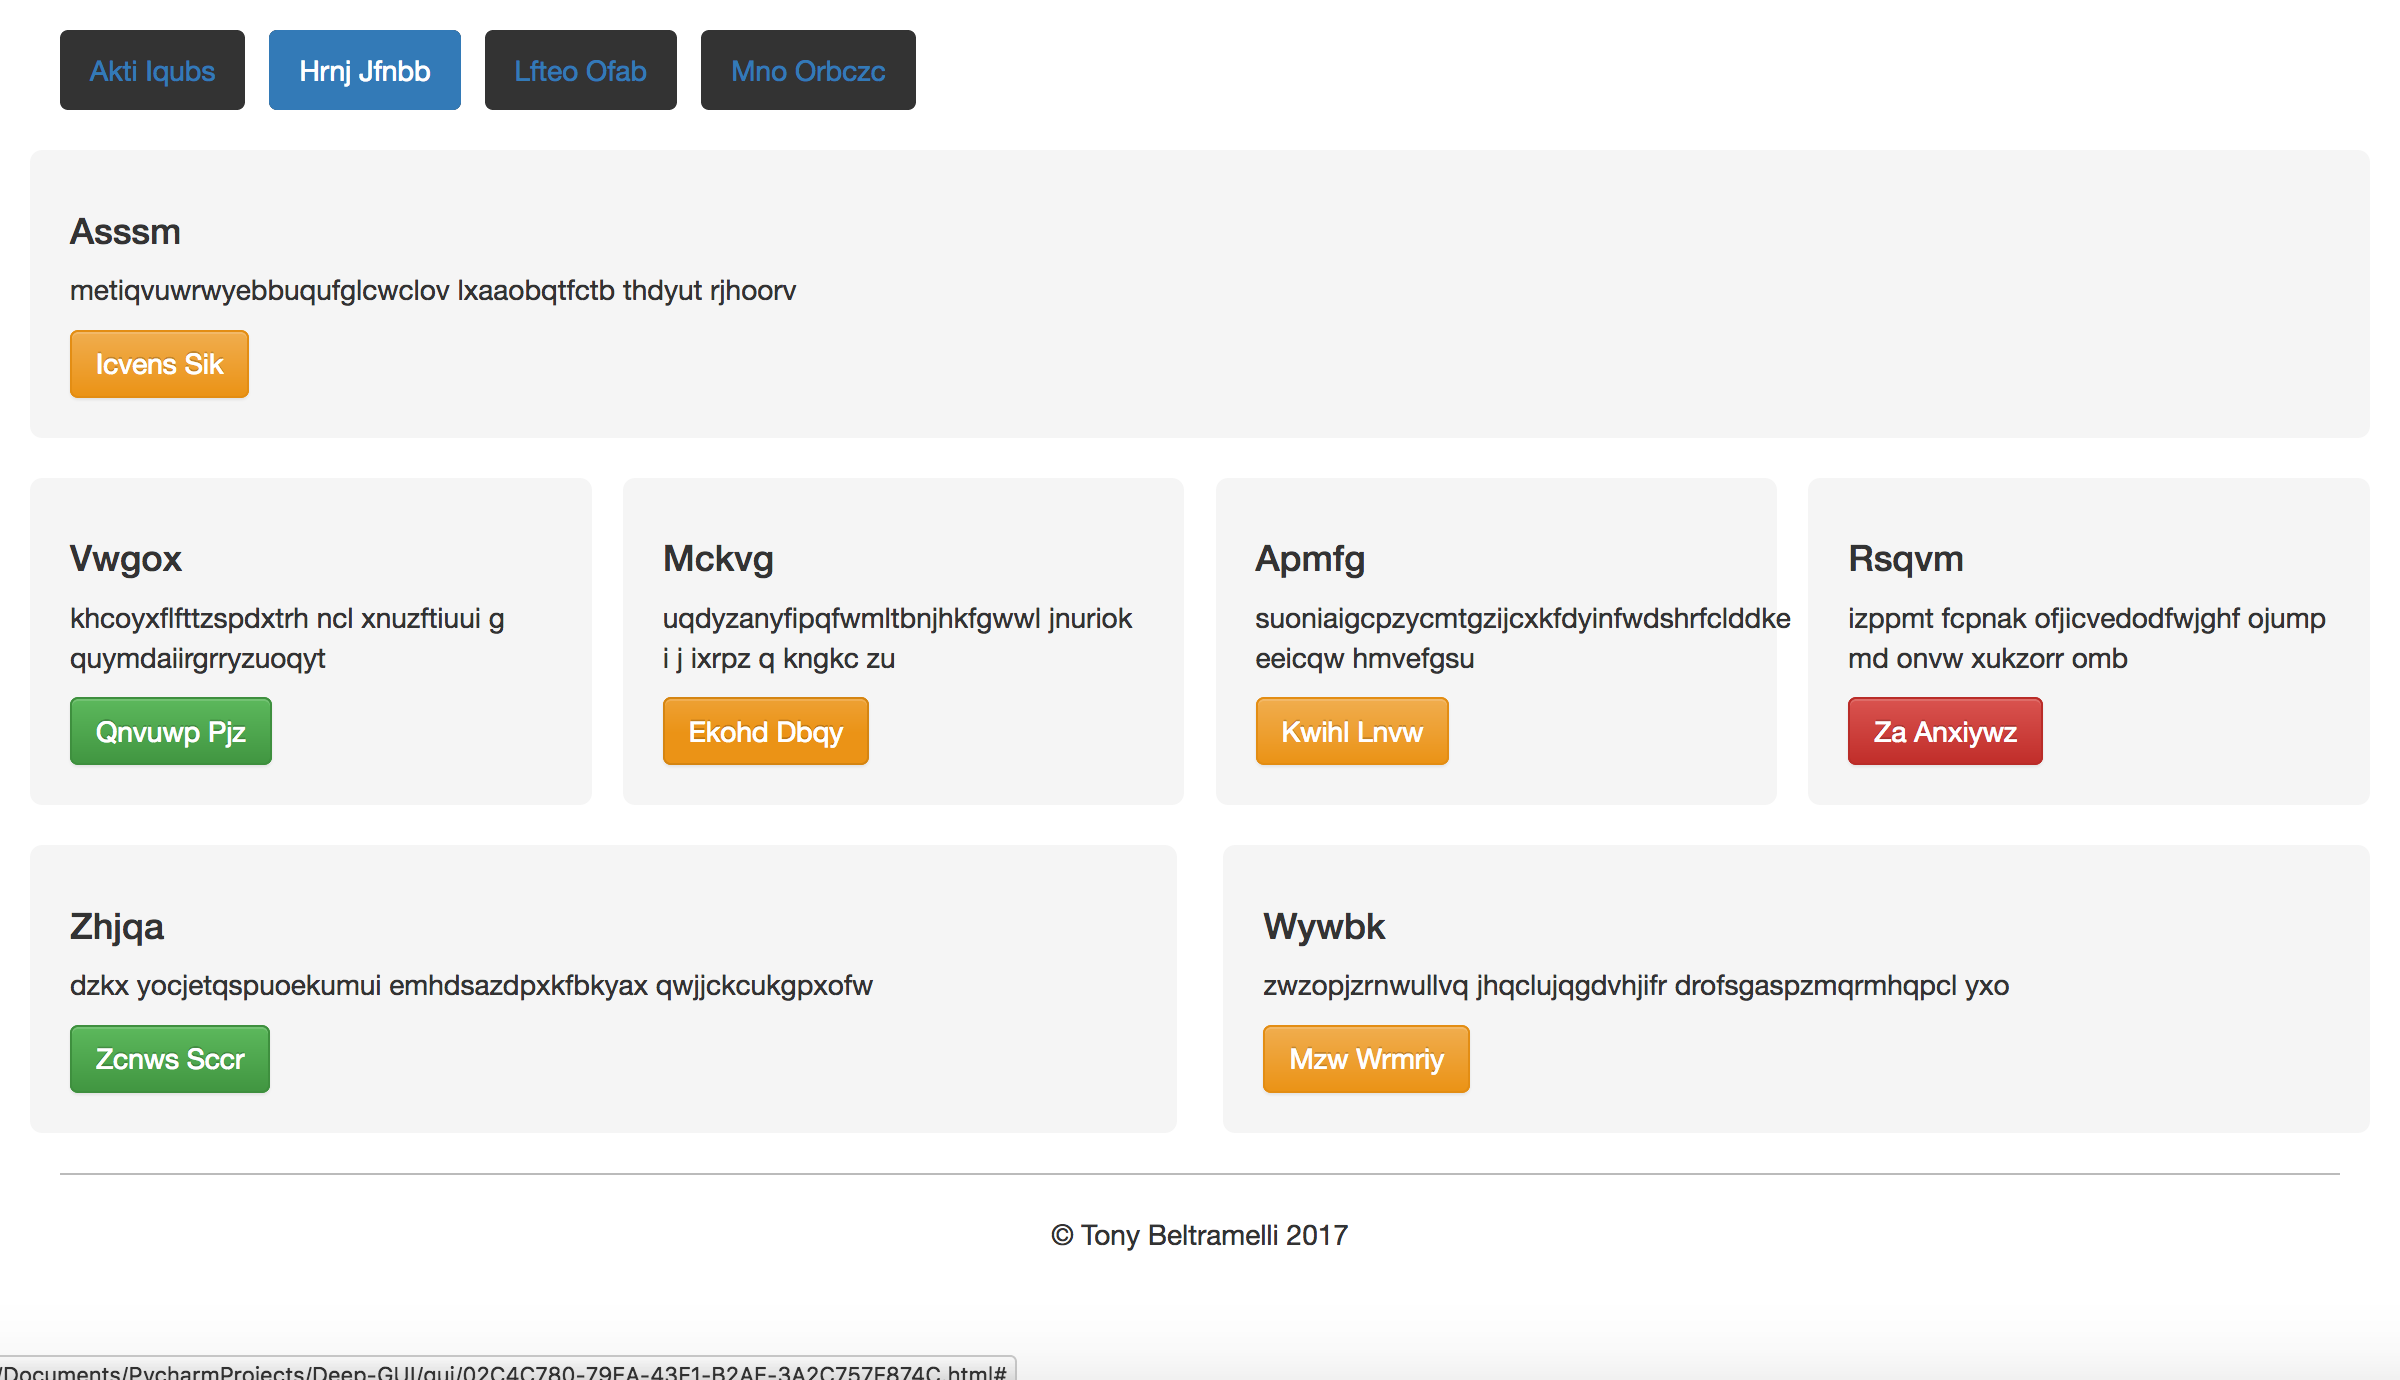 Akti Iqubs
Hrnj Jfnbb
Lfteo Ofab
Mno Orbczc
Asssm
metiqvuwrwyebbuqufglcwclov lxaaobqtfctb thdyut rjhoorv
Icvens Sik
Vwgox
khcoyxflfttzspdxtrh ncl xnuzftiuui g
quymdaiirgrryzuoqyt
Qnvuwp Pjz
Mckvg
uqdyzanyfipqfwmltbnjhkfgwwl jnuriok
i j ixrpz q kngkc zu
Ekohd Dbqy
Apmfg
suoniaigcpzycmtgzijcxkfdyinfwdshrfclddke
eeicqw hmvefgsu
Kwihl Lnvw
Rsqvm
izppmt fcpnak ofjicvedodfwjghf ojump
md onvw xukzorr omb
Za Anxiywz
Zhjqa
dzkx yocjetqspuoekumui emhdsazdpxkfbkyax qwjjckcukgpxofw
Zcnws Sccr
Wywbk
zwzopjzrnwullvq jhqclujqgdvhjifr drofsgaspzmqrmhqpcl yxo
Mzw Wrmriy
© Tony Beltramelli 2017
/Documents/PycharmProjects/Deep-GUI/gui/02C4C780-79EA-43F1-B2AE-3A2C757F874C.html#